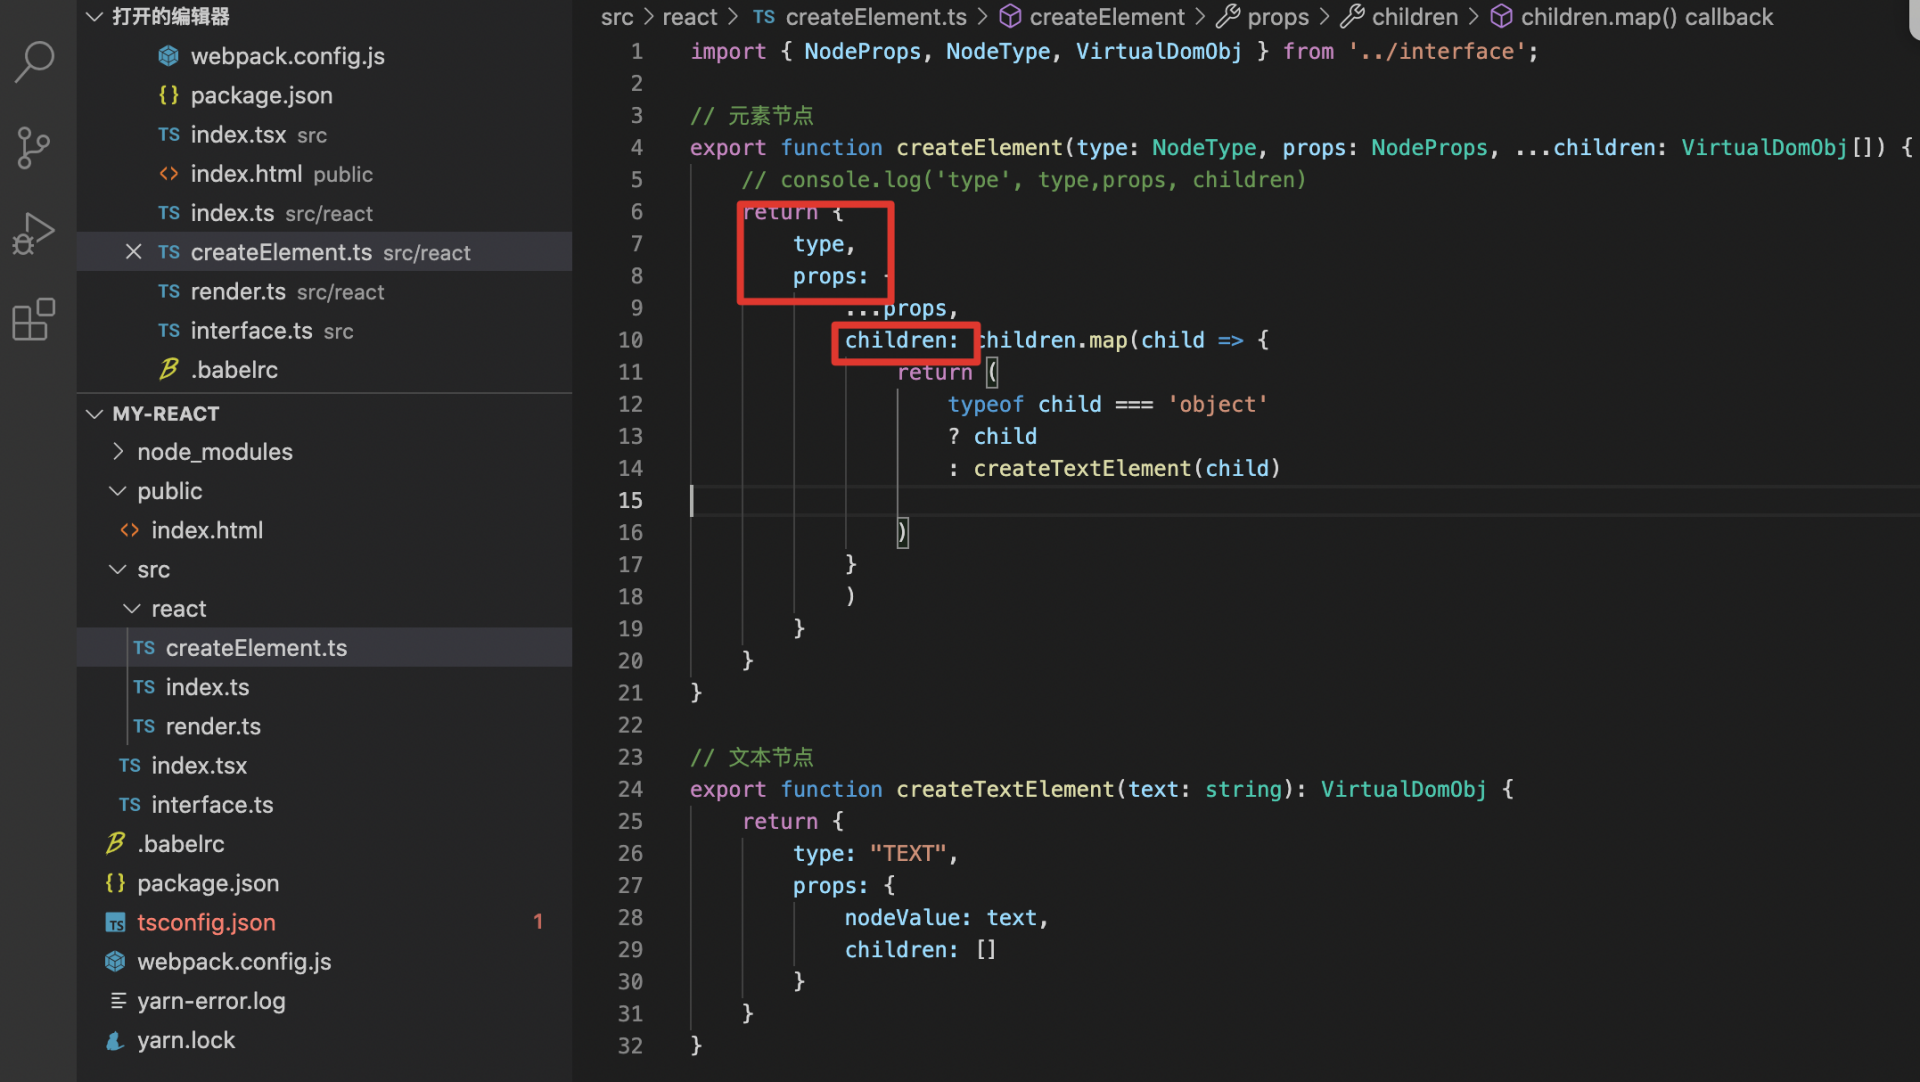 打开的编辑器
webpack.config.js
{} package.json
TS index.tsx src
<> index.html public
TS index.ts src/react
TS createElement.ts src/react
TS render.ts src/react
TS interface.ts src
.babelrc
MY-REACT
node_modules
public
<> index.html
src
react
TS createElement.ts
TS index.ts
TS render.ts
TS index.tsx
TS interface.ts
.babelrc
{} package.json
TS tsconfig.json 1
webpack.config.js
yarn-error.log
yarn.lock
src > react > TS createElement.ts > createElement > props > children > children.map() callback
1 import { NodeProps, NodeType, VirtualDomObj } from '../interface';
2
3 // 元素节点
4 export function createElement(type: NodeType, props: NodeProps, ...children: VirtualDomObj[]) {
5 // console.log('type', type,props, children)
6 return {
7 type,
8 props:
9 ...props,
10 children: children.map(child => {
11 return (
12 typeof child === 'object'
13 ? child
14 : createTextElement(child)
15
16 )
17 }
18 )
19 }
20 }
21 }
22
23 // 文本节点
24 export function createTextElement(text: string): VirtualDomObj {
25 return {
26 type: "TEXT",
27 props: {
28 nodeValue: text,
29 children: []
30 }
31 }
32 }